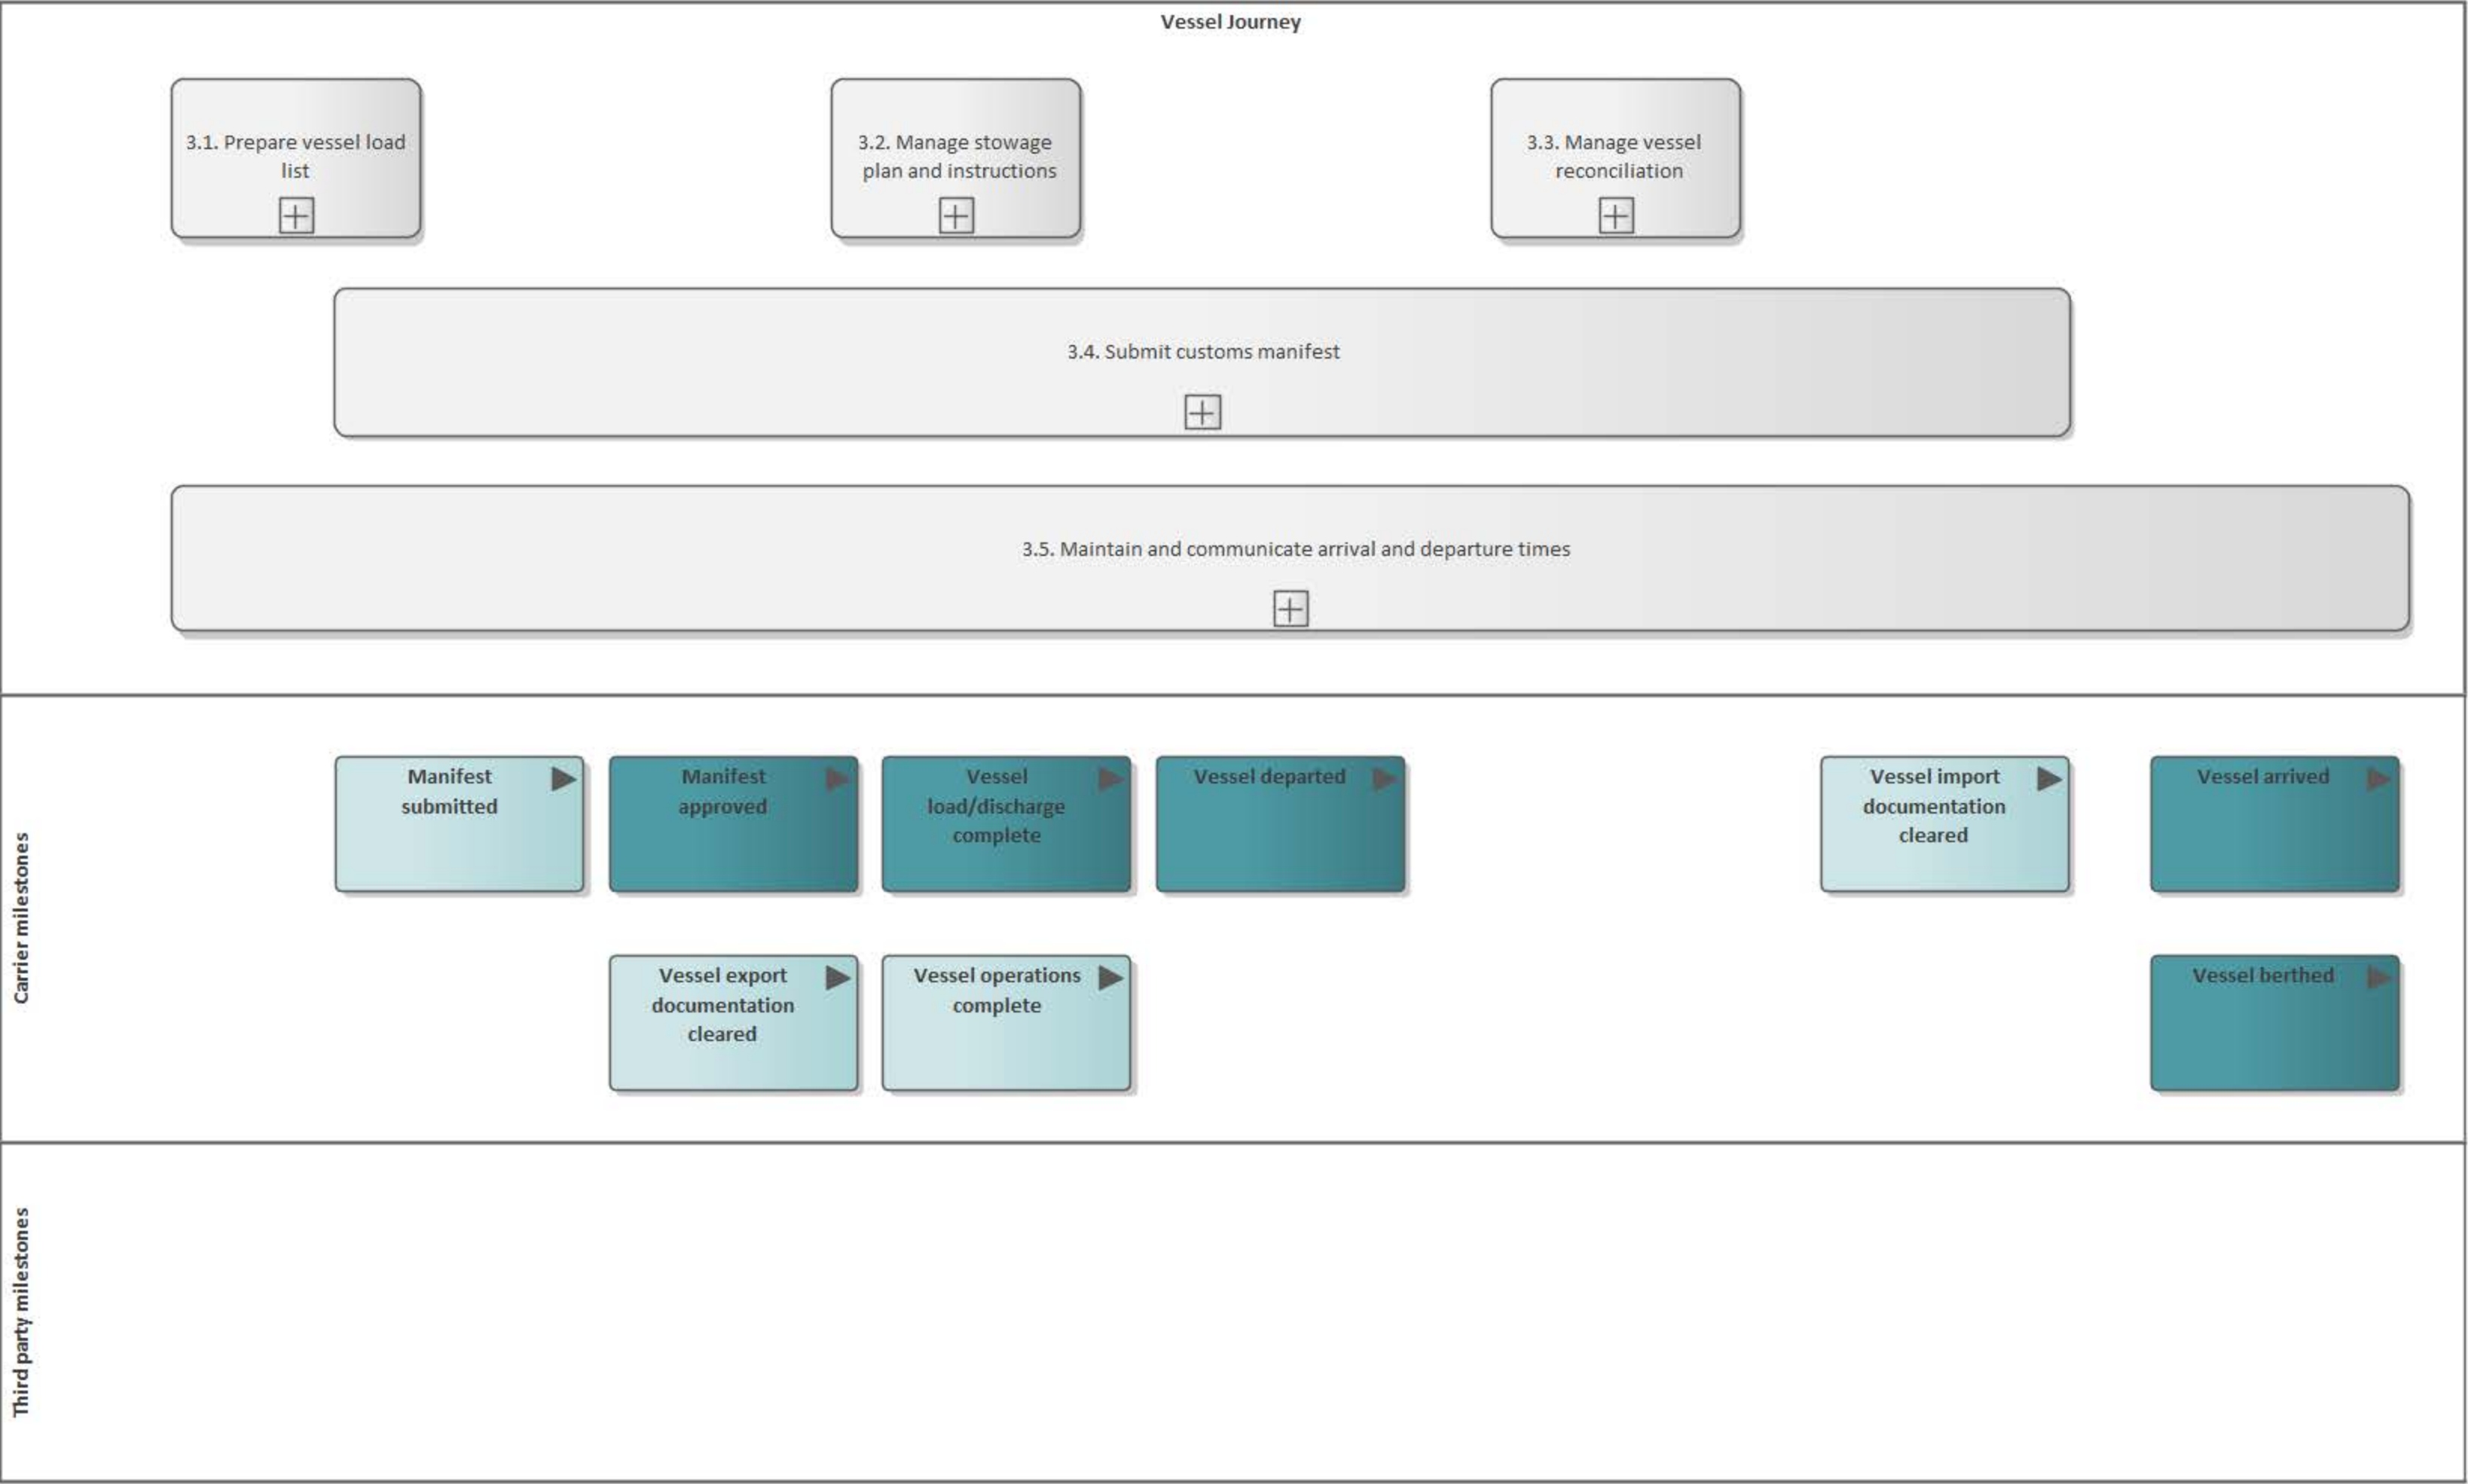 Vessel Journey
3.1. Prepare vessel load
list
3.2. Manage stowage
plan and instructions
3.3. Manage vessel
reconciliation
3.4. Submit customs manifest
3.5. Maintain and communicate arrival and departure times
Carrier milestones
Manifest
submitted
Manifest
approved
Vessel
load/discharge
complete
Vessel departed
Vessel import
documentation
cleared
Vessel arrived
Vessel export
documentation
cleared
Vessel operations
complete
Vessel berthed
Third party milestones